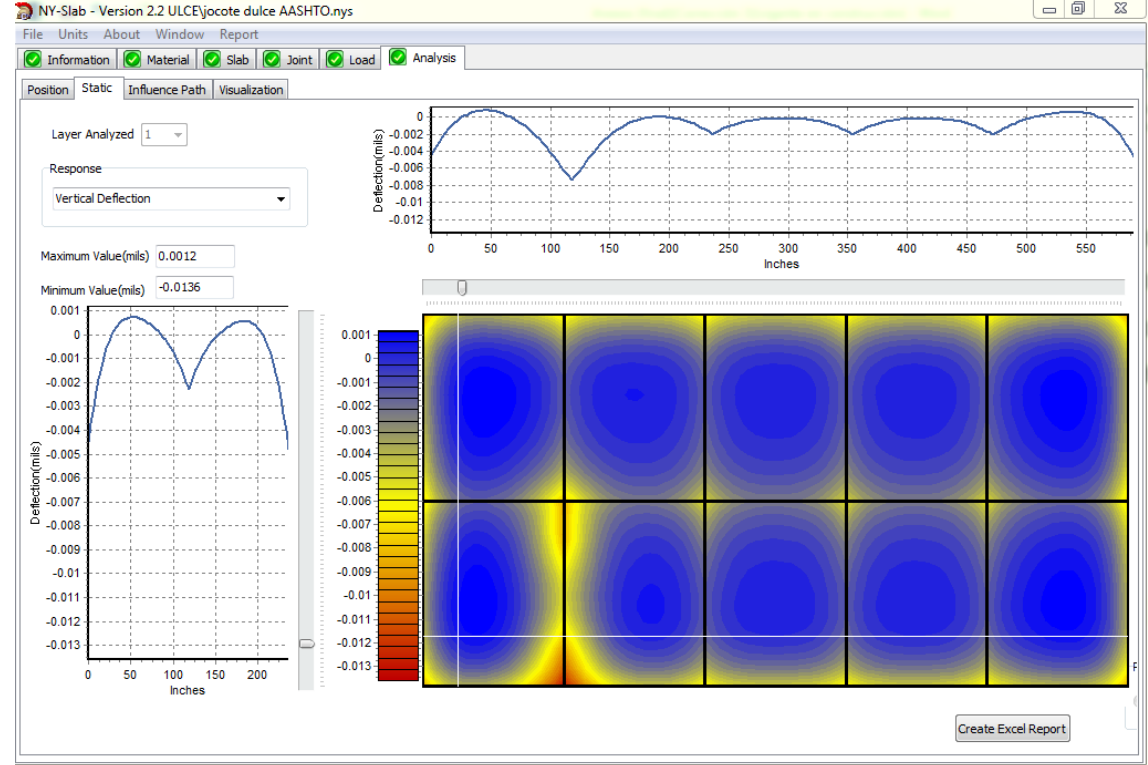 NY-Slab - Version 2.2 ULCE\jocote dulce AASHTO.nys
File Units About Window Report
Information Material Slab Joint Load Analysis
Position Static Influence Path Visualization
Layer Analyzed 1
Response
Vertical Deflection
Maximum Value(mils) 0.0012
Minimum Value(mils) -0.0136
Deflection(mils)
0
-0.002
-0.004
-0.006
-0.008
-0.01
-0.012
0 50 100 150 200 250 300 350 400 450 500 550
Inches
Deflection(mils)
0.001
0
-0.001
-0.002
-0.003
-0.004
-0.005
-0.006
-0.007
-0.008
-0.009
-0.01
-0.011
-0.012
-0.013
0 50 100 150 200
Inches
0.001
0
-0.001
-0.002
-0.003
-0.004
-0.005
-0.006
-0.007
-0.008
-0.009
-0.01
-0.011
-0.012
-0.013
Create Excel Report